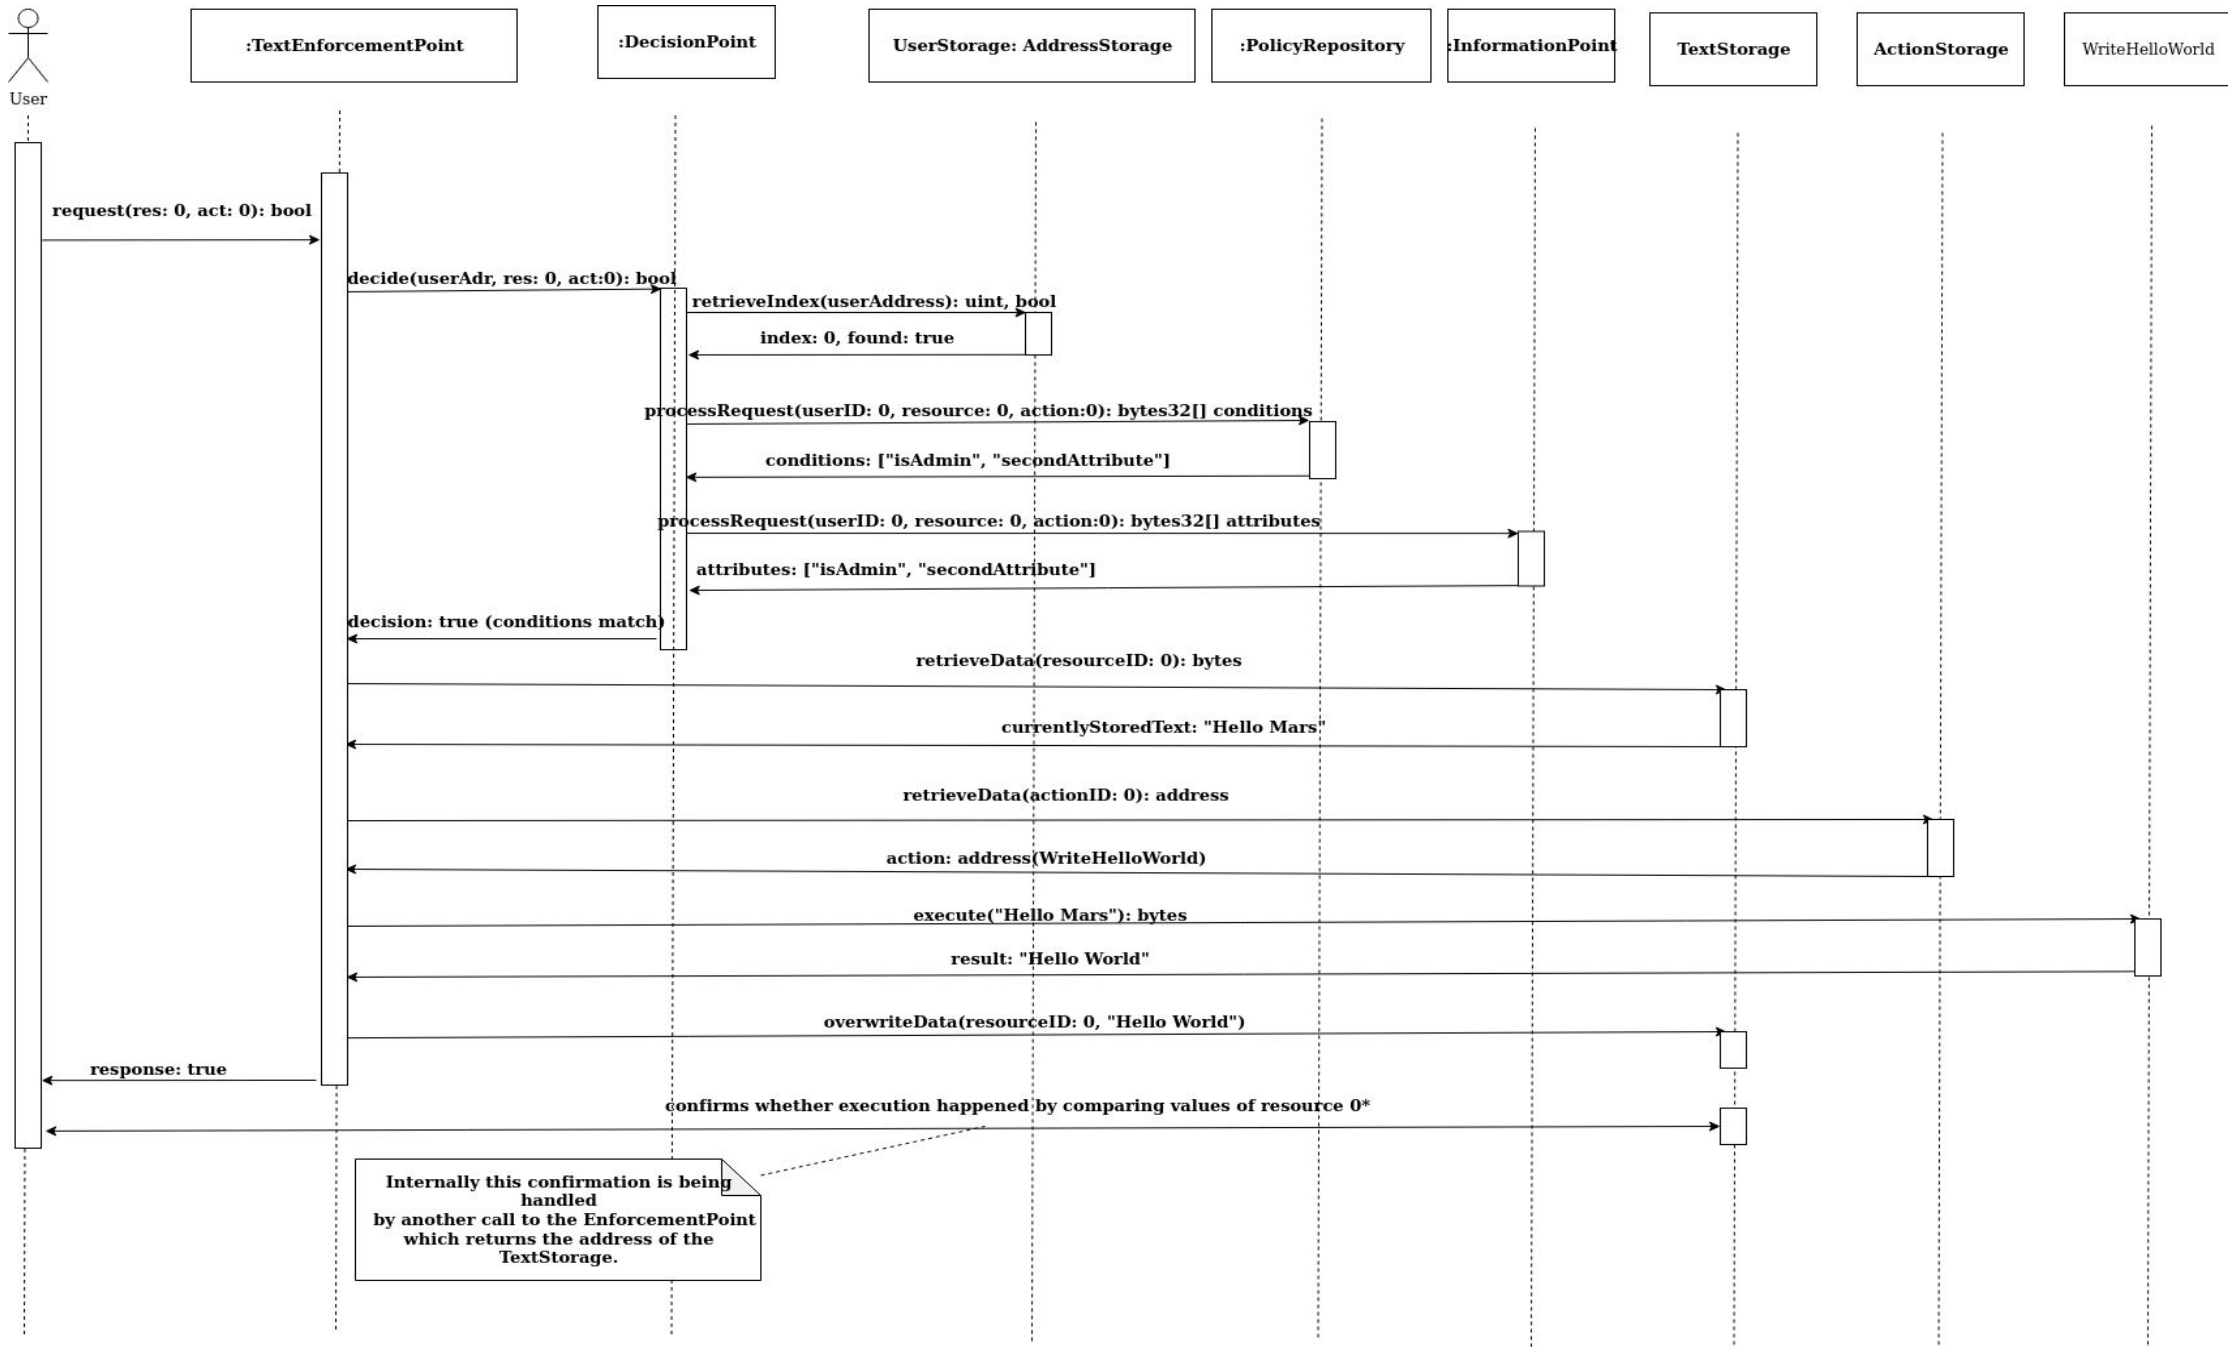 :TextEnforcementPoint
:DecisionPoint
UserStorage: AddressStorage
:PolicyRepository
:InformationPoint
TextStorage
ActionStorage
WriteHelloWorld
User
request(res: 0, act: 0): bool
decide(userAdr, res: 0, act:0): bool
retrieveIndex(userAddress): uint, bool
index: 0, found: true
processRequest(userID: 0, resource: 0, action:0): bytes32[] conditions
conditions: ["isAdmin", "secondAttribute"]
processRequest(userID: 0, resource: 0, action:0): bytes32[] attributes
attributes: ["isAdmin", "secondAttribute"]
decision: true (conditions match)
retrieveData(resourceID: 0): bytes
currentlyStoredText: "Hello Mars"
retrieveData(actionID: 0): address
action: address(WriteHelloWorld)
execute("Hello Mars"): bytes
result: "Hello World"
overwriteData(resourceID: 0, "Hello World")
response: true
confirms whether execution happened by comparing values of resource 0*
Internally this confirmation is being
handled
by another call to the EnforcementPoint
which returns the address of the
TextStorage.